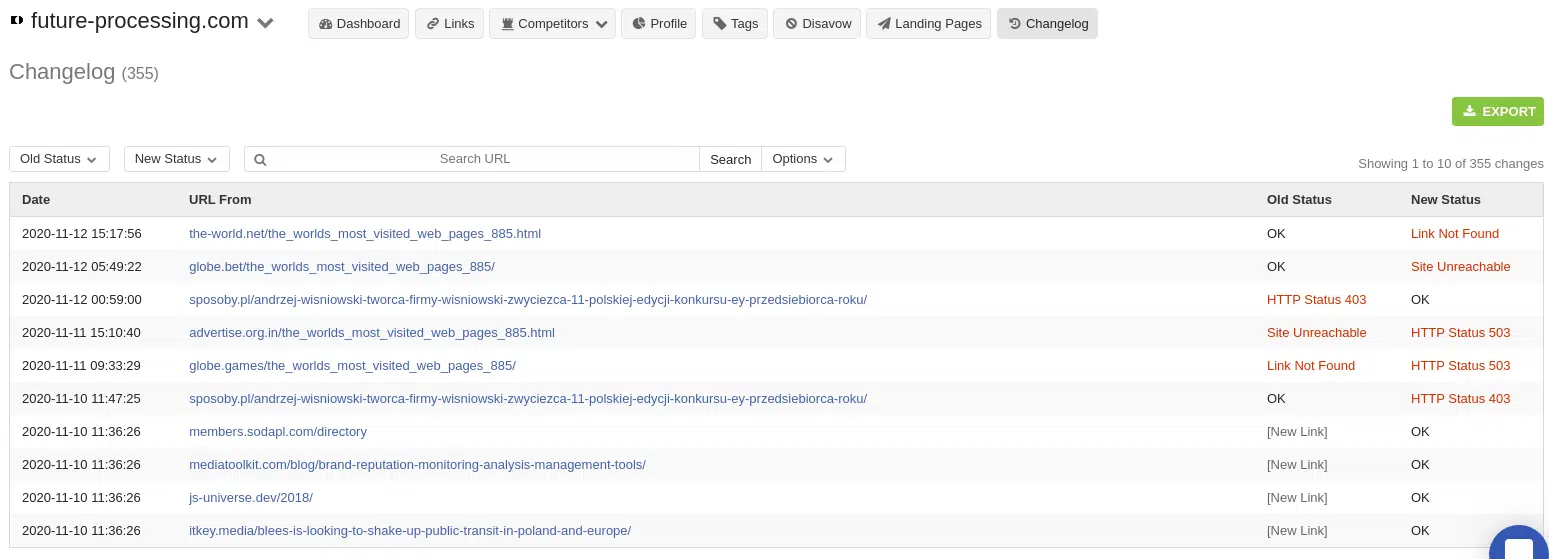 future-processing.com Dashboard Links Competitors Profile Tags Disavow Landing Pages Changelog
Changelog (355)
EXPORT
Old Status New Status Search URL Search Options
Showing 1 to 10 of 355 changes
Date URL From Old Status New Status
2020-11-12 15:17:56 the-world.net/the_worlds_most_visited_web_pages_885.html OK Link Not Found
2020-11-12 05:49:22 globe.bet/the_worlds_most_visited_web_pages_885/ OK Site Unreachable
2020-11-12 00:59:00 sposoby.pl/andrzej-wisniowski-tworca-firmy-wisniowski-zwyciezca-11-polskiej-edycji-konkursu-ey-przedsiebiorca-roku/ HTTP Status 403 OK
2020-11-11 15:10:40 advertise.org.in/the_worlds_most_visited_web_pages_885.html Site Unreachable HTTP Status 503
2020-11-11 09:33:29 globe.games/the_worlds_most_visited_web_pages_885/ Link Not Found HTTP Status 503
2020-11-10 11:47:25 sposoby.pl/andrzej-wisniowski-tworca-firmy-wisniowski-zwyciezca-11-polskiej-edycji-konkursu-ey-przedsiebiorca-roku/ OK HTTP Status 403
2020-11-10 11:36:26 members.sodapl.com/directory [New Link] OK
2020-11-10 11:36:26 mediatoolkit.com/blog/brand-reputation-monitoring-analysis-management-tools/ [New Link] OK
2020-11-10 11:36:26 js-universe.dev/2018/ [New Link] OK
2020-11-10 11:36:26 itkey.media/blees-is-looking-to-shake-up-public-transit-in-poland-and-europe/ [New Link] OK